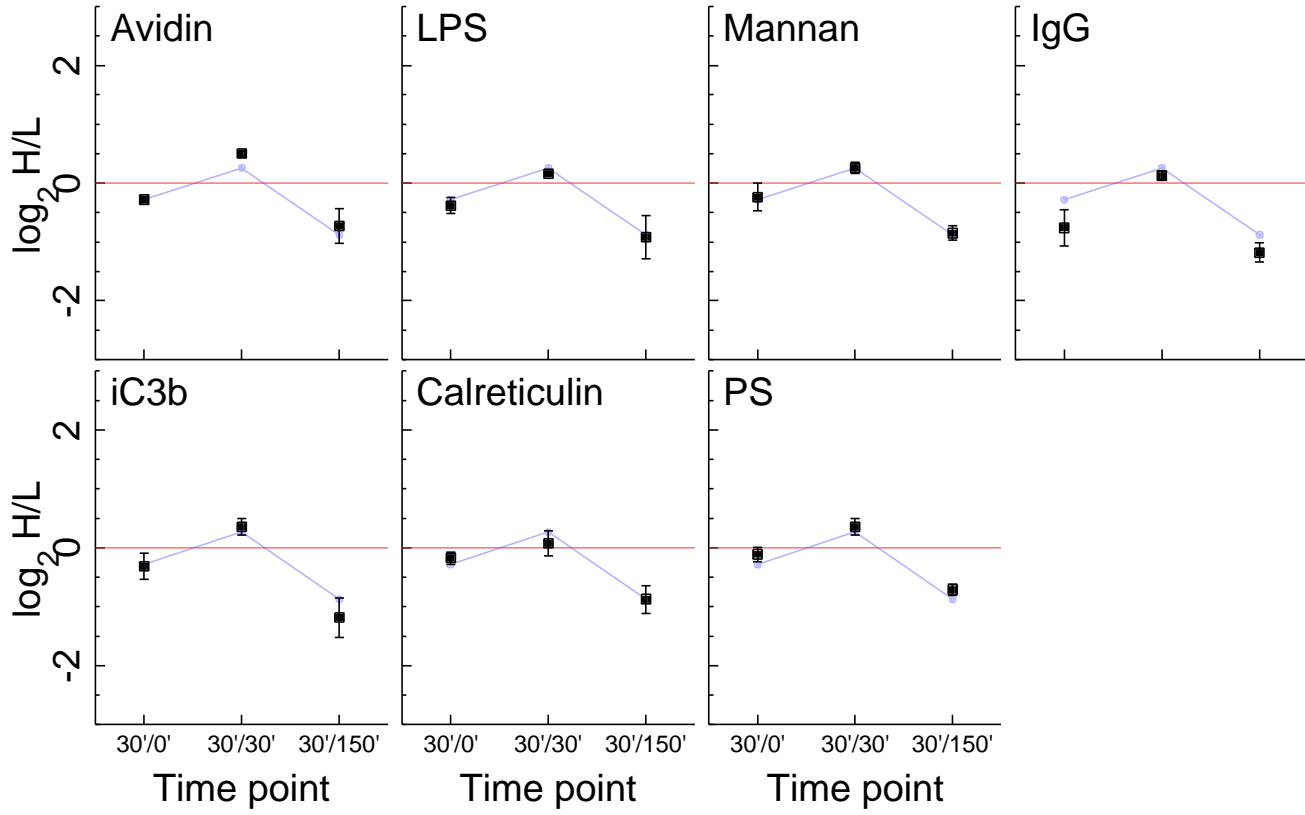 Avidin
LPS
Mannan
IgG
2
0
-2
log2 H/L
iC3b
Calreticulin
PS
2
0
-2
log2 H/L
30'/0' 30'/30' 30'/150'
30'/0' 30'/30' 30'/150'
30'/0' 30'/30' 30'/150'
Time point
Time point
Time point